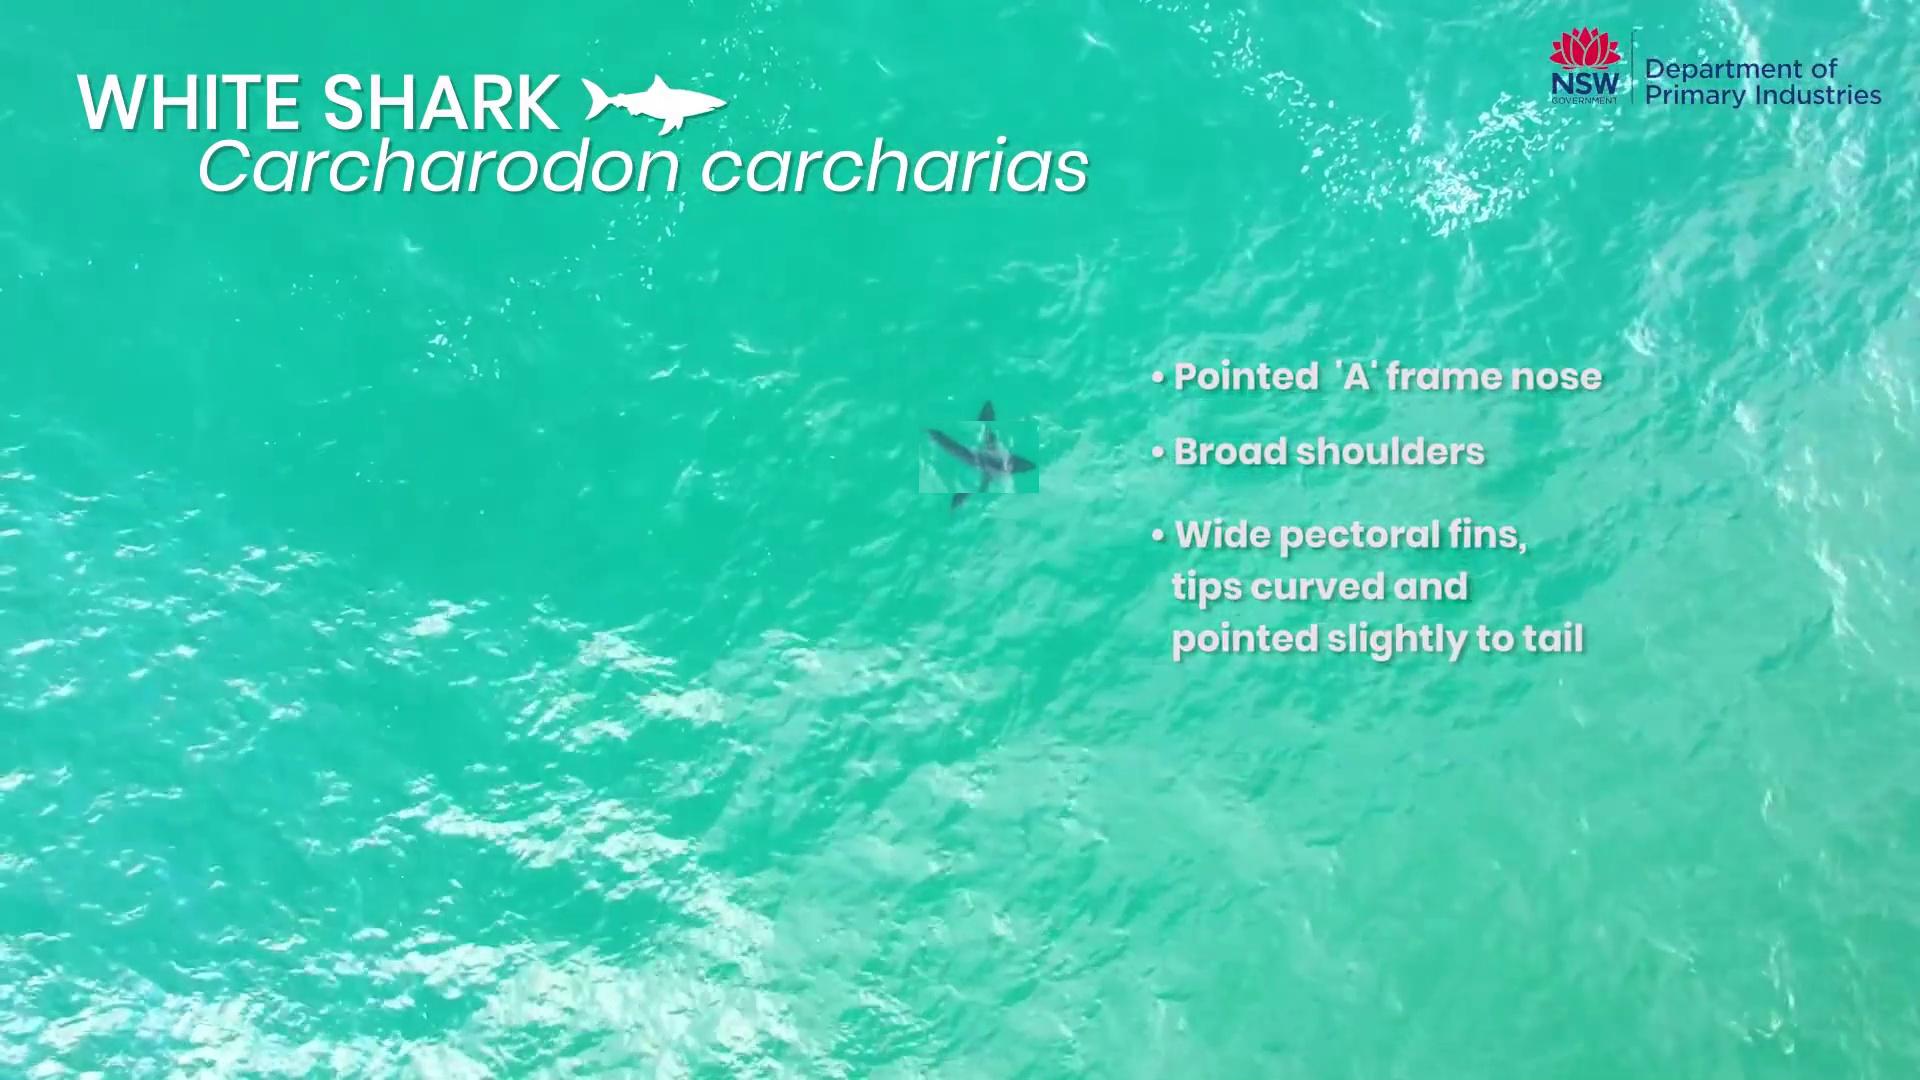 WHITE SHARK
Carcharodon carcharias
NSW
GOVERNMENT
Department of
Primary Industries
• Pointed 'A' frame nose
• Broad shoulders
• Wide pectoral fins,
tips curved and
pointed slightly to tail